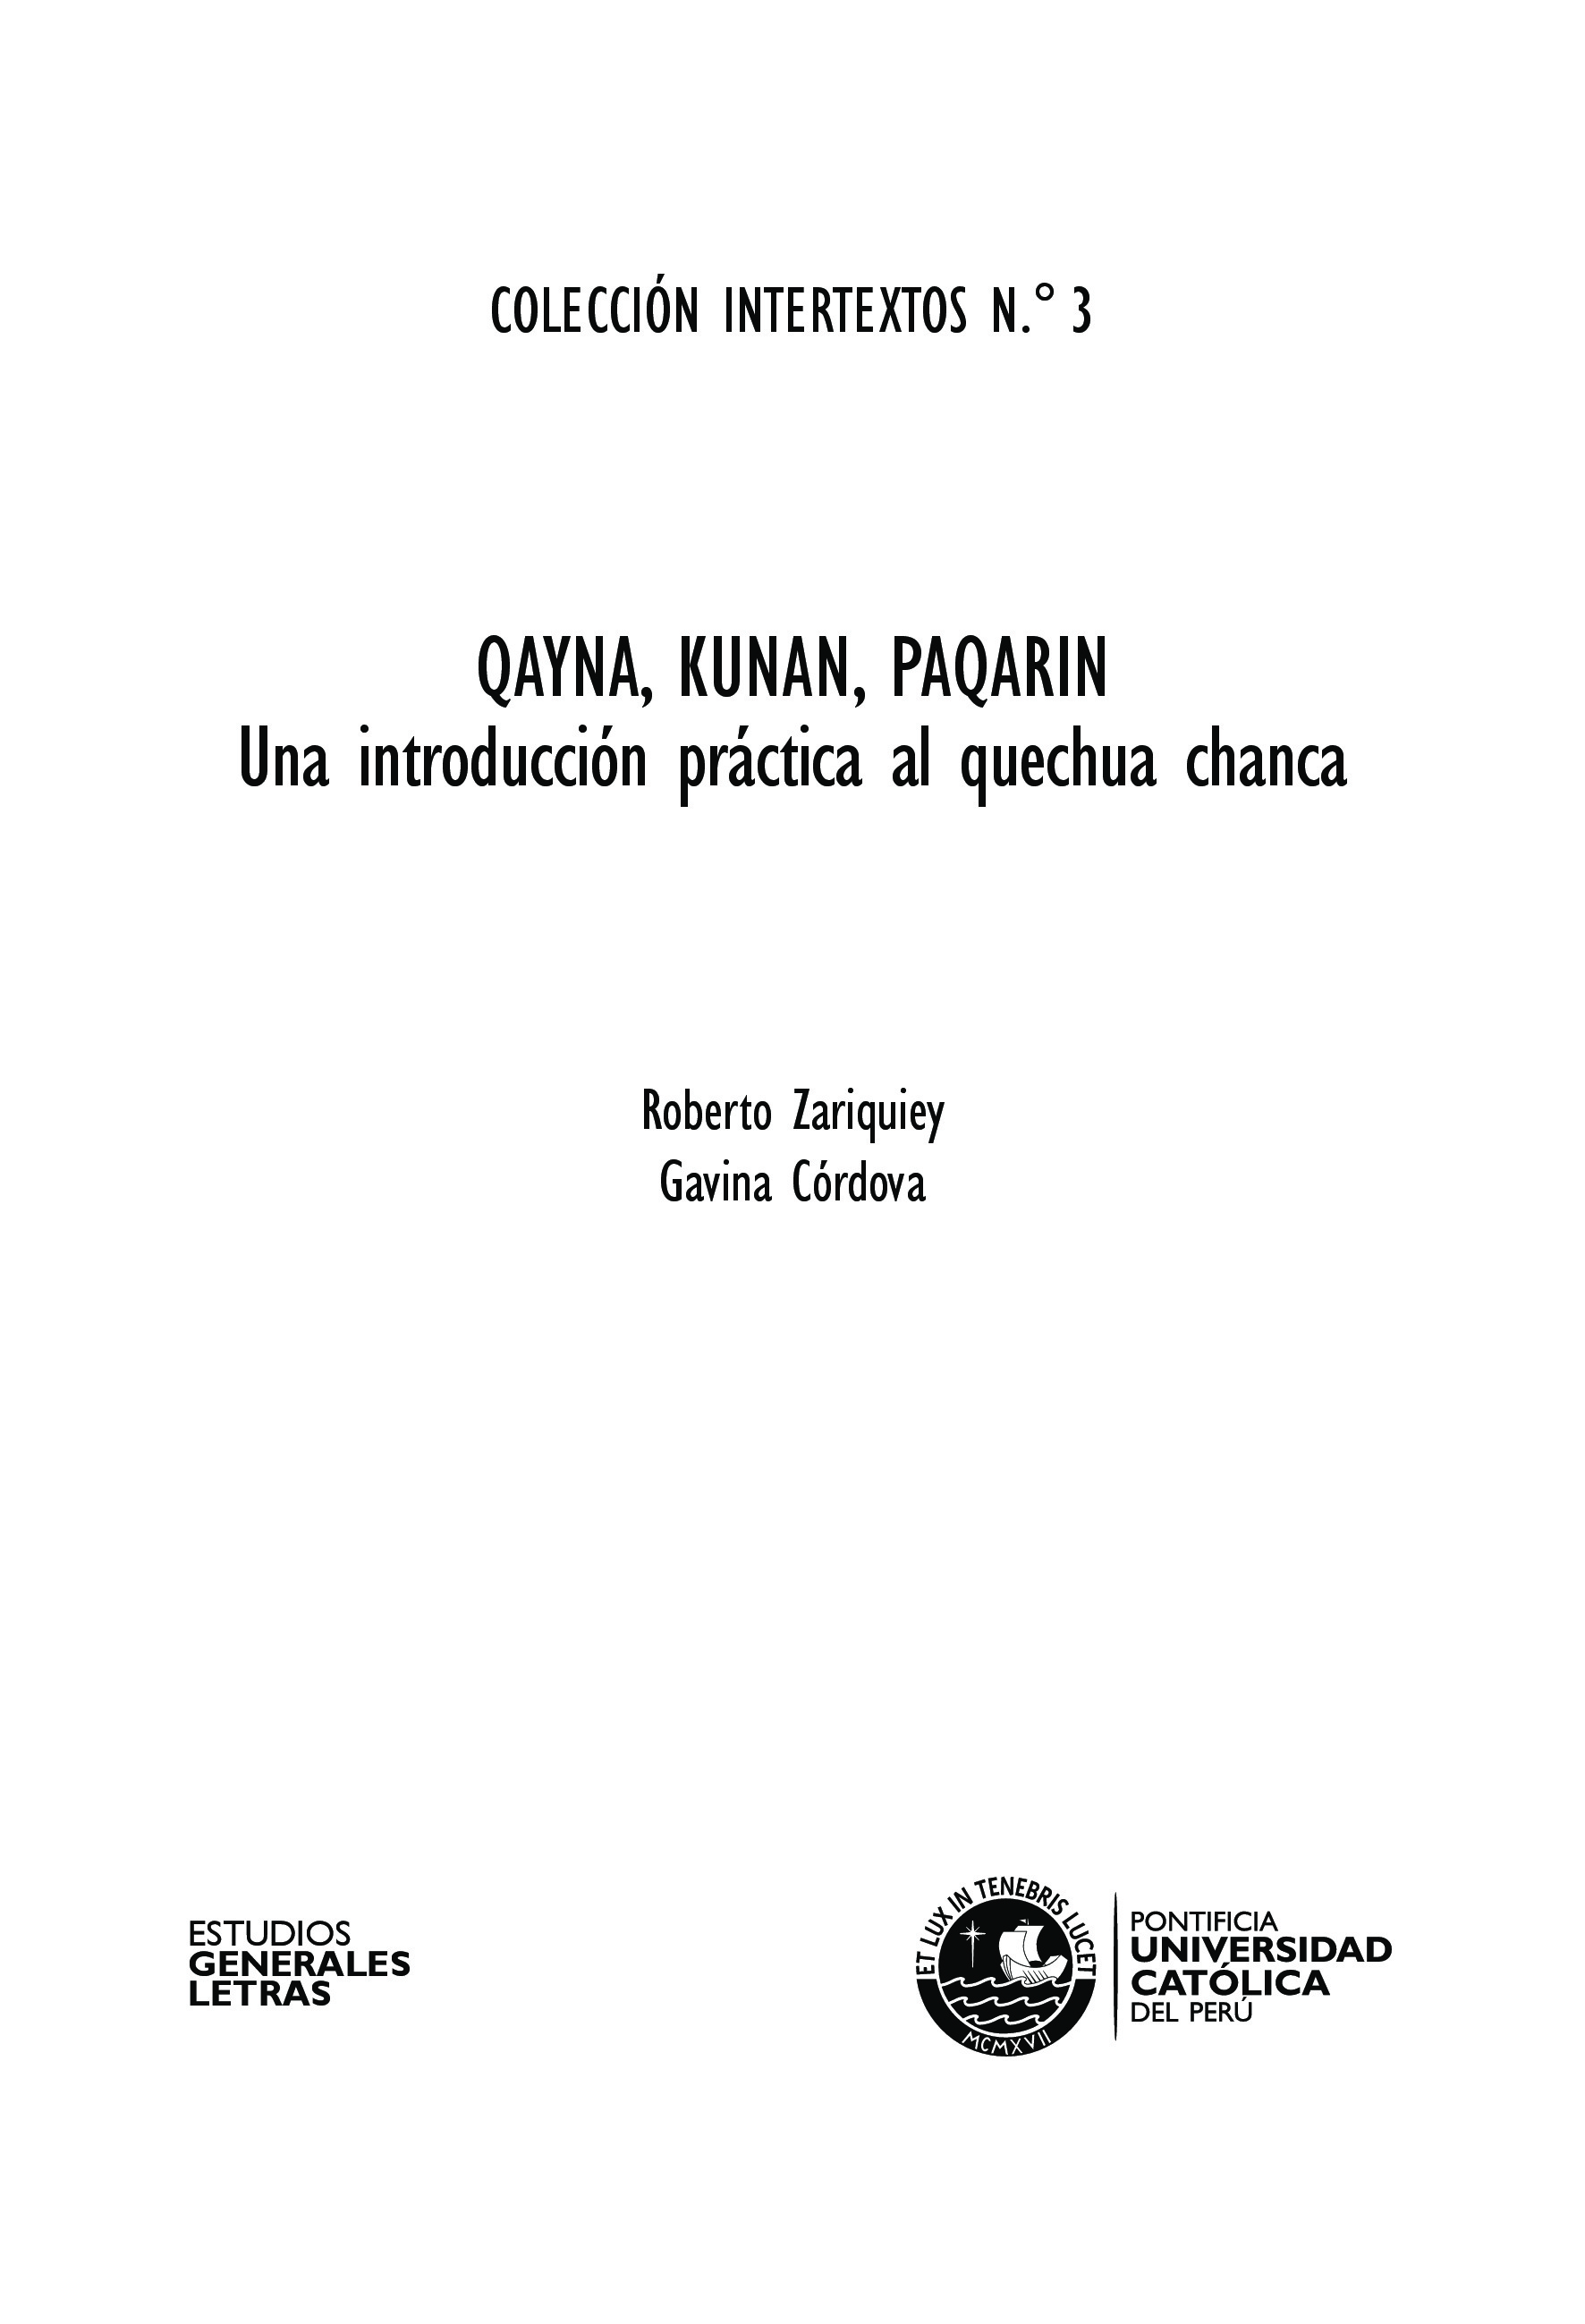 COLECCIÓN INTERTEXTOS N.° 3
QAYNA, KUNAN, PAQARIN
Una introducción práctica al quechua chanca
Roberto Zariquiey
Gavina Córdova
ESTUDIOS
GENERALES
LETRAS
ET LUX IN TENEBRIS LUCET
MCMXVII
PONTIFICIA
UNIVERSIDAD
CATÓLICA
DEL PERÚ